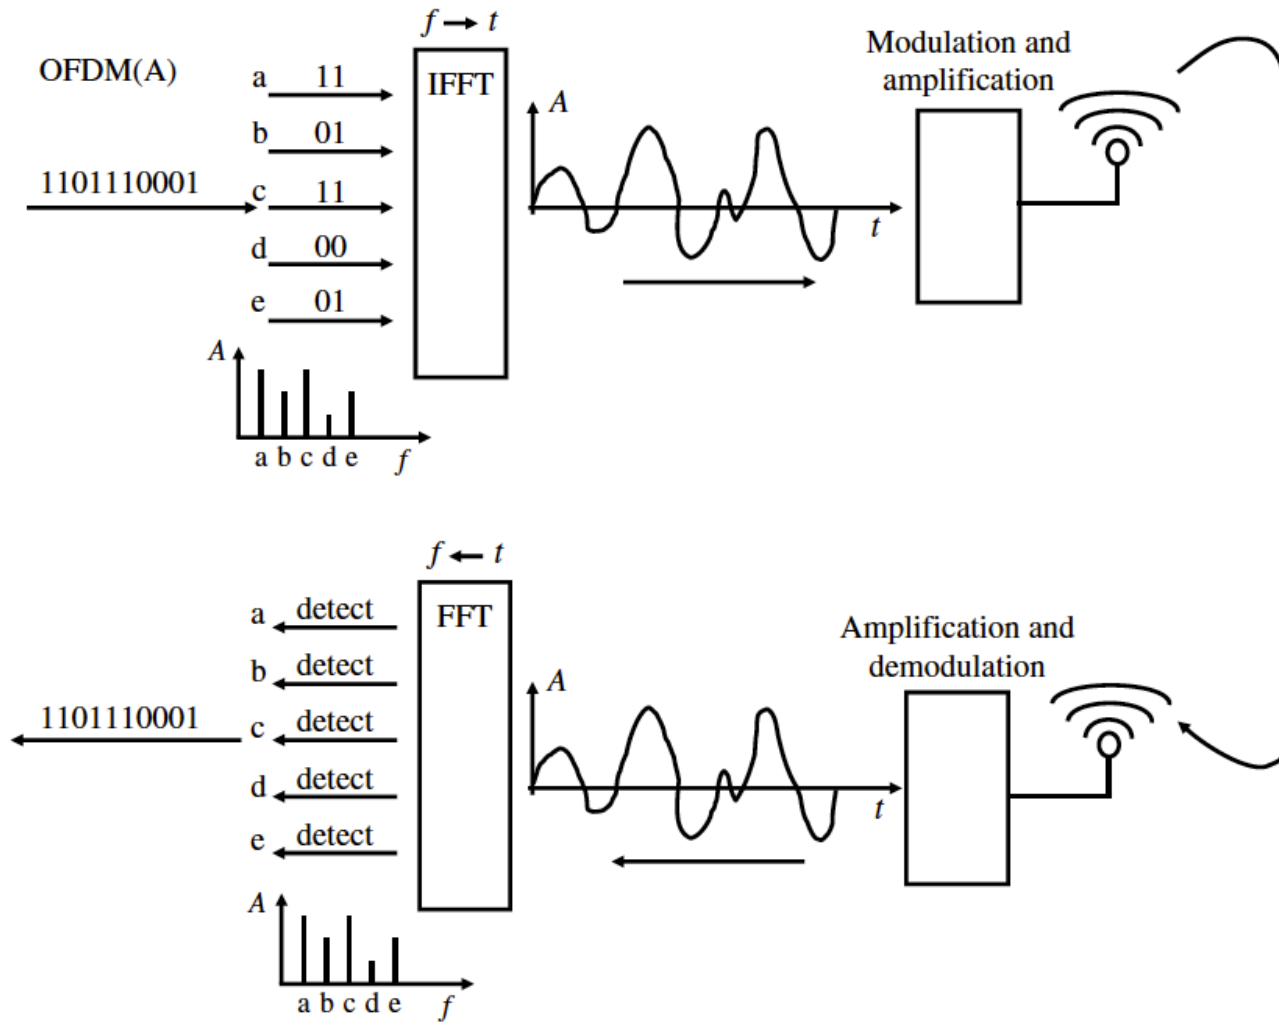 f → t
OFDM(A)
IFFT
Modulation and
amplification
a 11
b 01
1101110001
c 11
d 00
e 01
A
t
A
a b c d e
f
f ← t
FFT
Amplification and
demodulation
a detect
b detect
1101110001
c detect
d detect
e detect
A
t
A
a b c d e
f